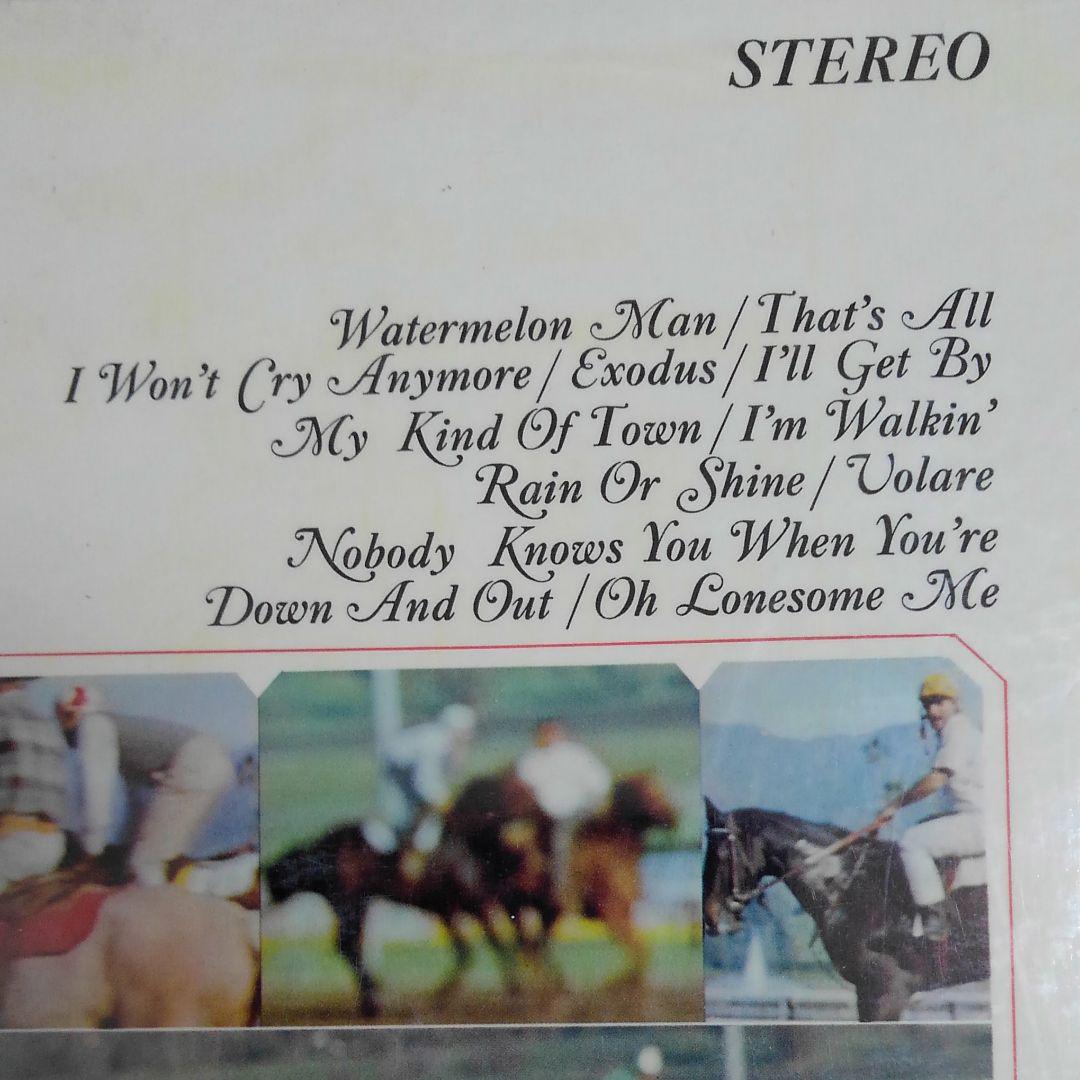 STEREO
Watermelon Man / That's All
I Won't Cry Anymore / Exodus / I'll Get By
My Kind Of Town / I'm Walkin'
Rain Or Shine / Volare
Nobody Knows You When You're
Down And Out / Oh Lonesome Me